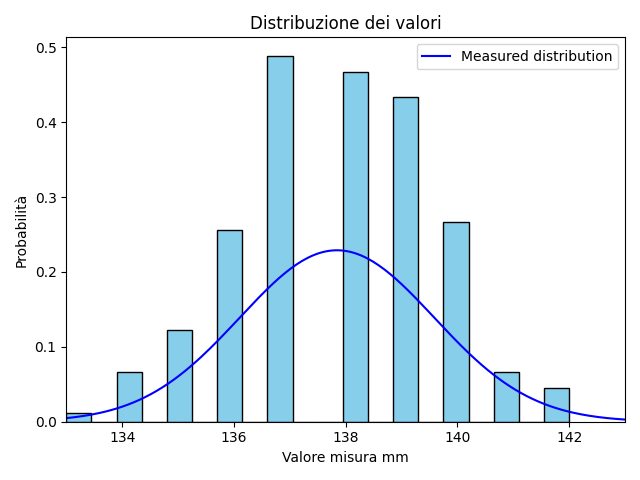 Distribuzione dei valori
Measured distribution
Probabilità
0.5
0.4
0.3
0.2
0.1
0.0
134 136 138 140 142
Valore misura mm